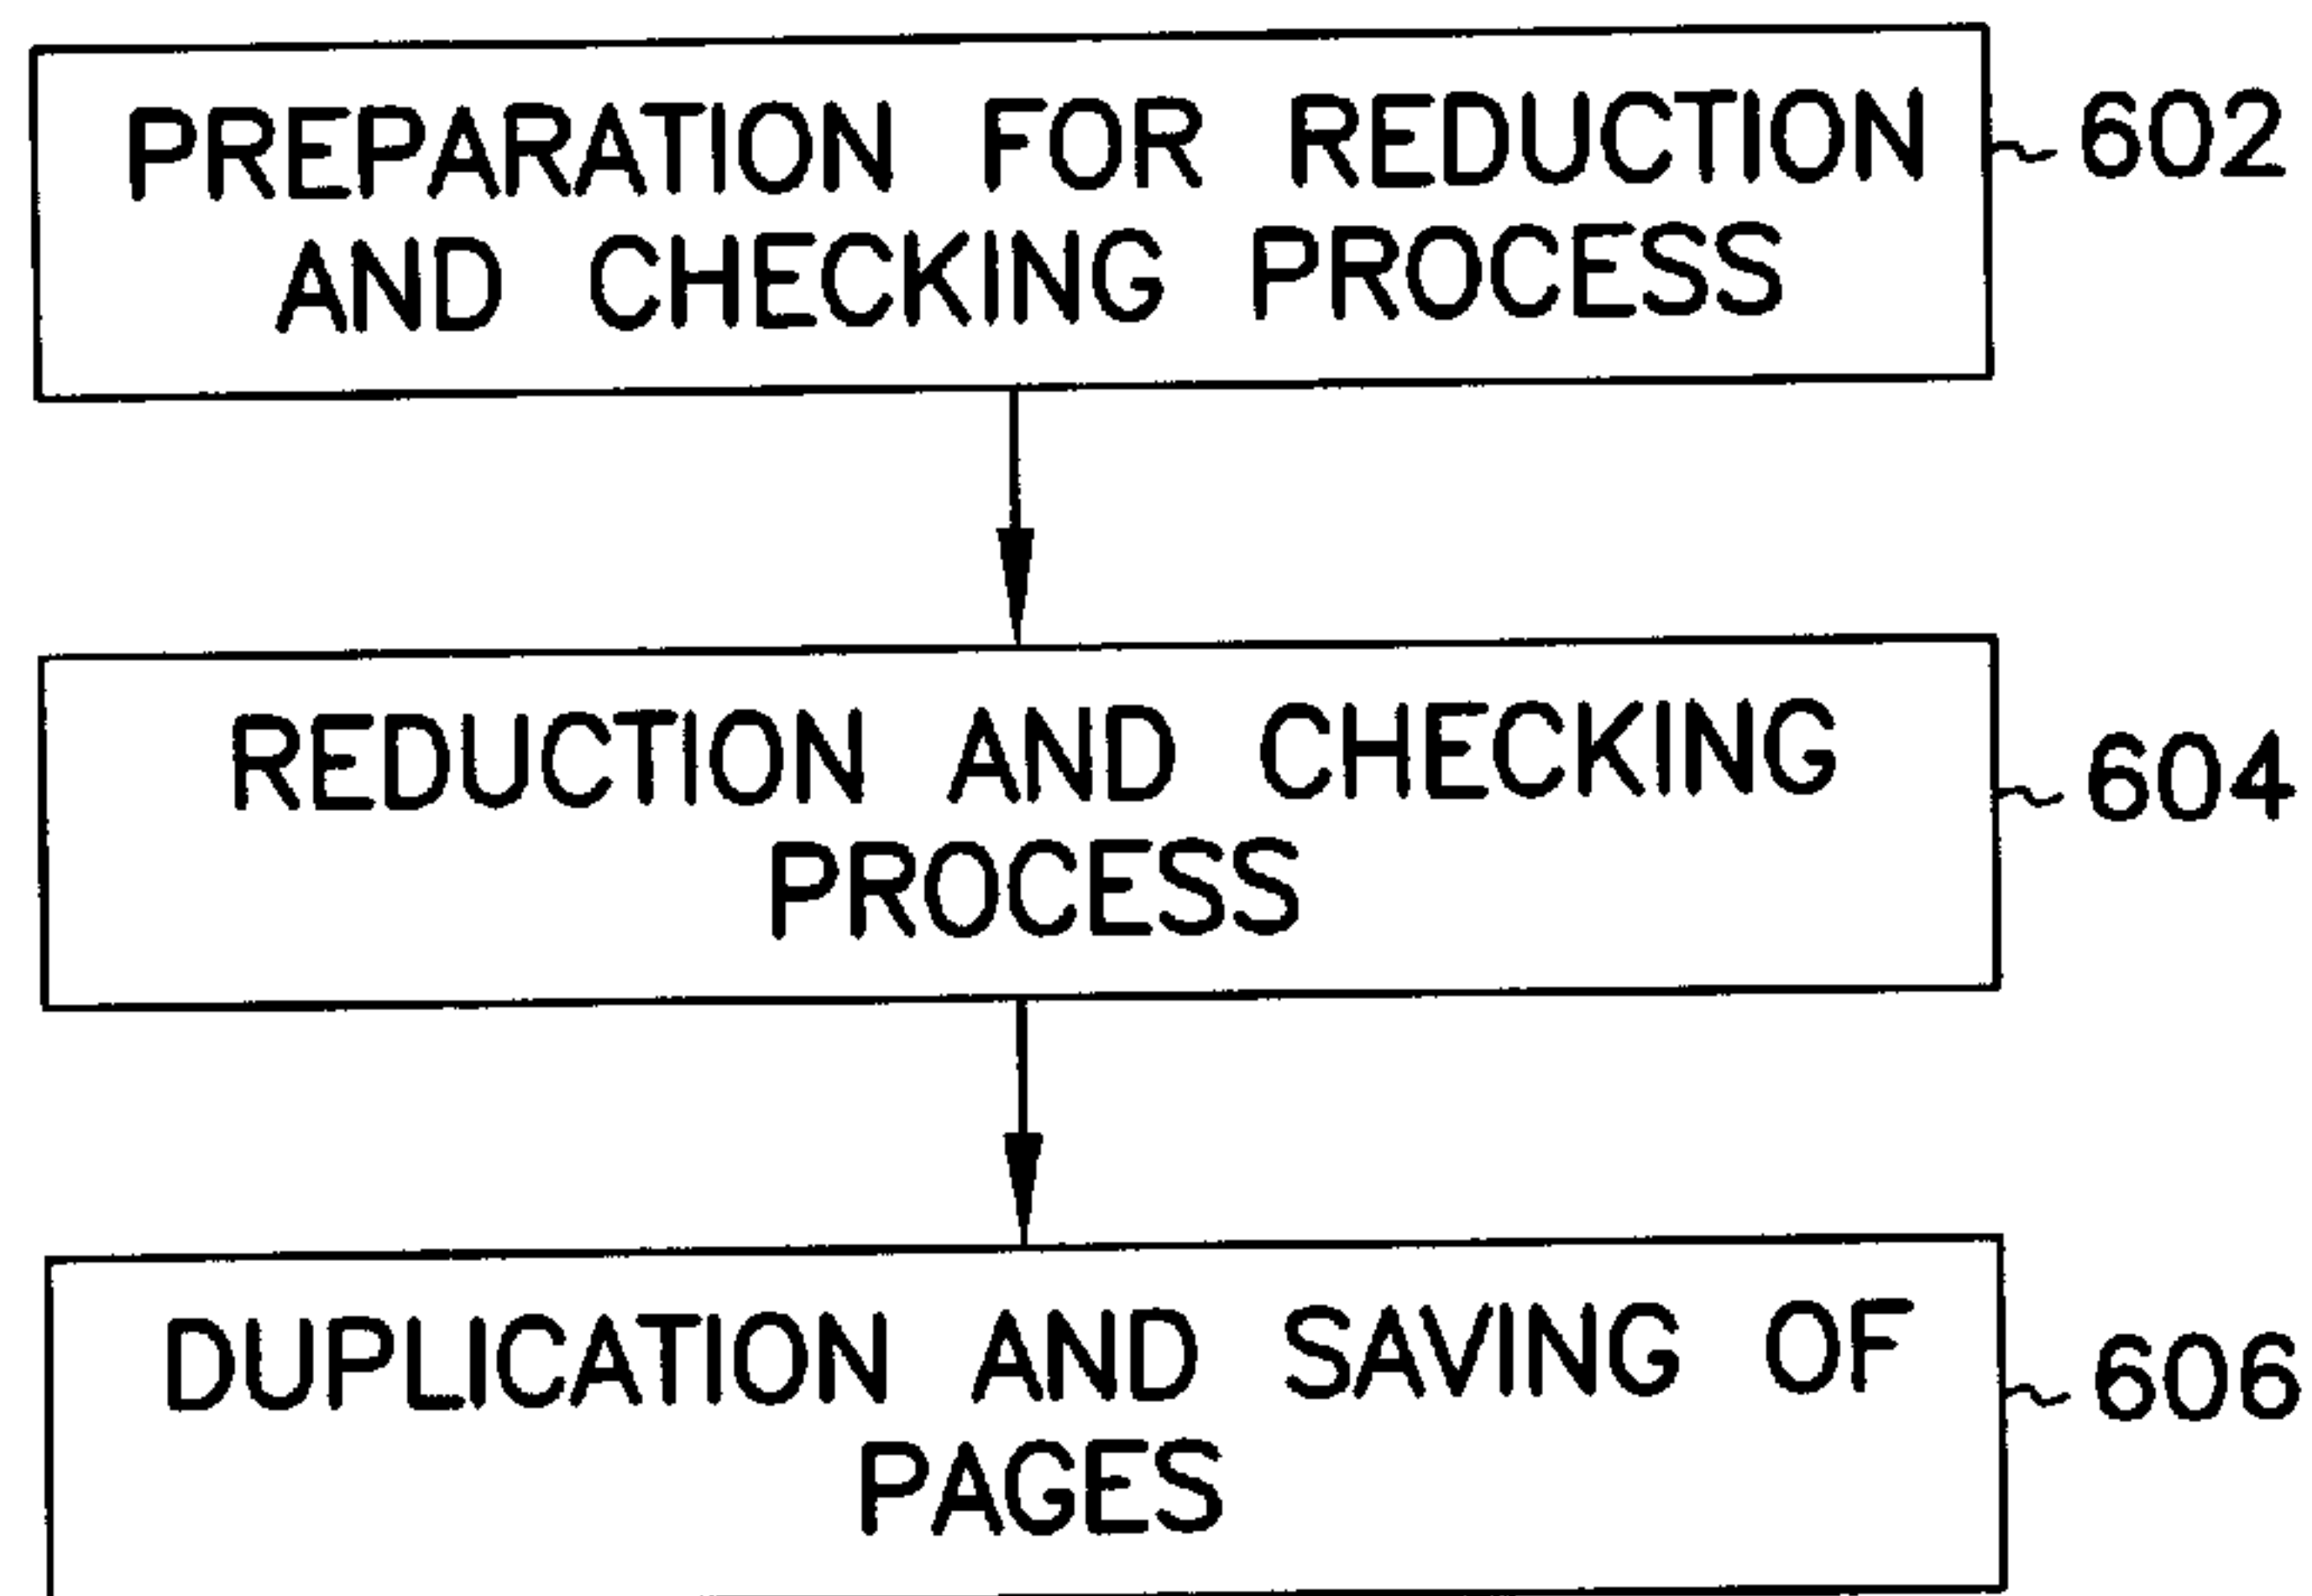 PREPARATION FOR REDUCTION
AND CHECKING PROCESS
602
REDUCTION AND CHECKING
PROCESS
604
DUPLICATION AND SAVING OF
PAGES
606